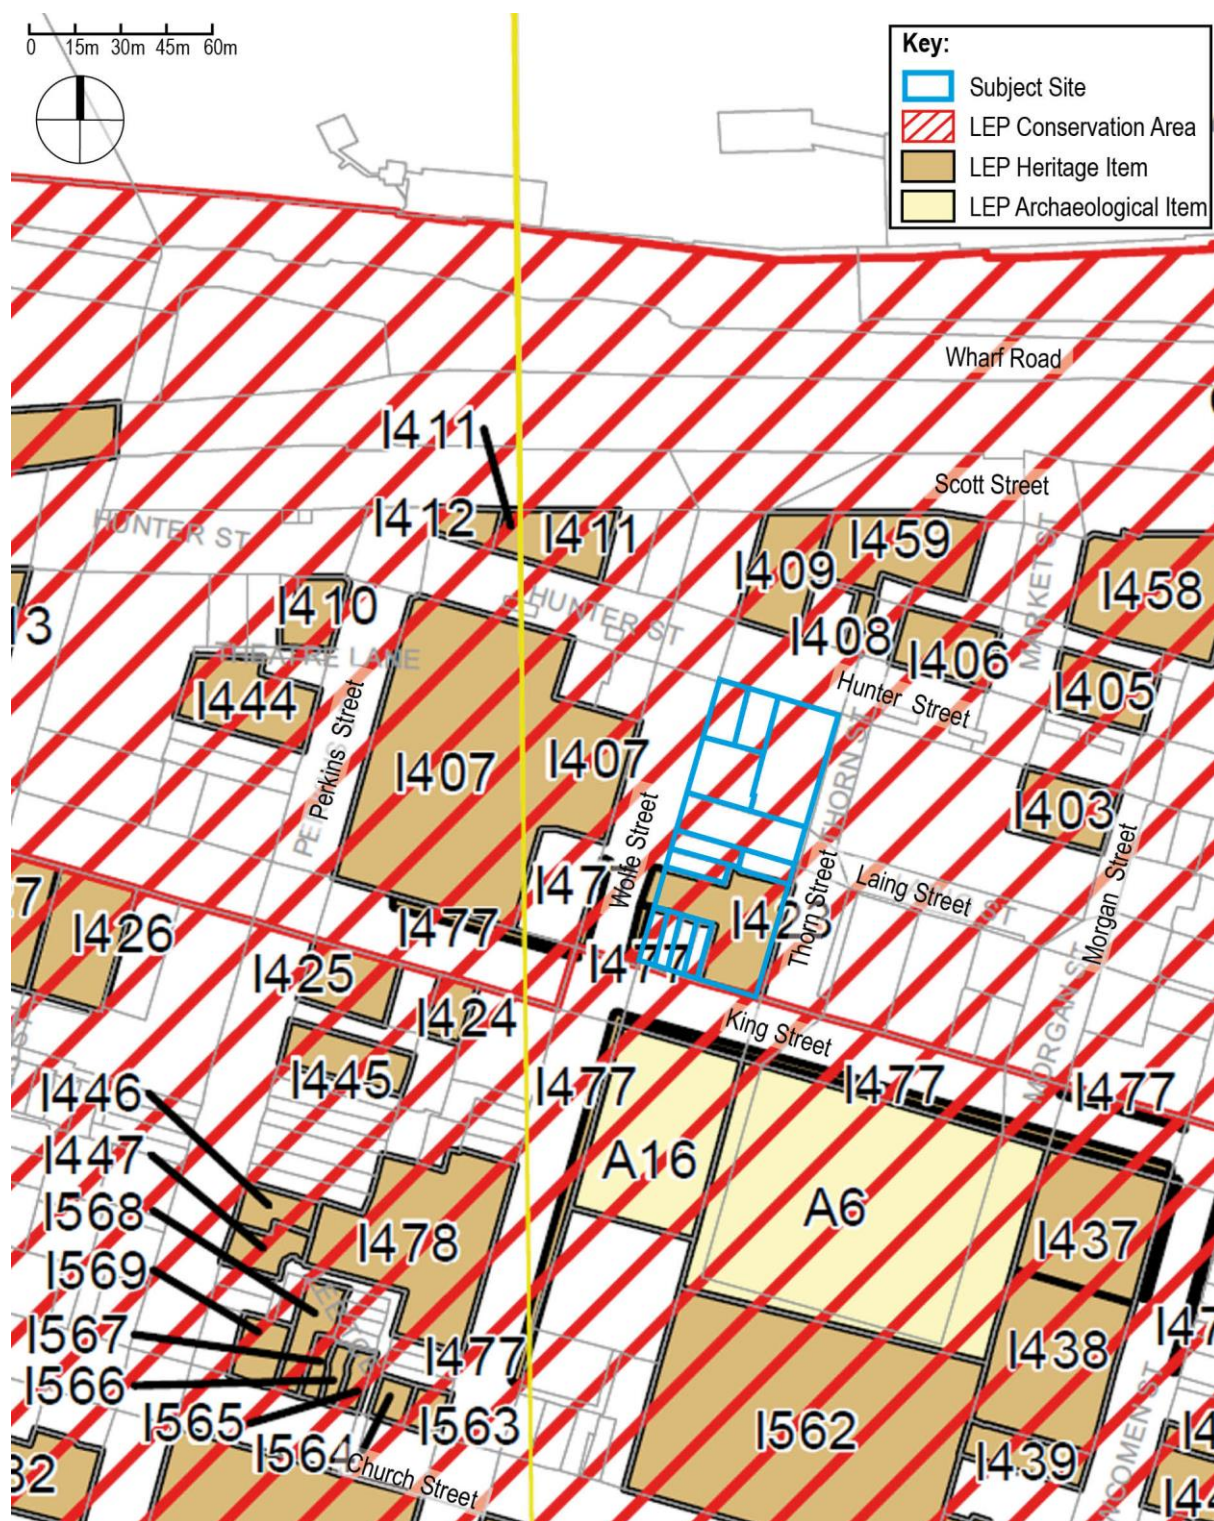 0 15m 30m 45m 60m
Key:
Subject Site
LEP Conservation Area
LEP Heritage Item
LEP Archaeological Item
Wharf Road
I411
Scott Street
I412
I411
I459
HUNTER ST
MARKET ST
I409
I458
I410
HUNTER ST
I408
I406
THEATRE LANE
I405
I444
Hunter Street
Perkins Street
I407
I407
THORN ST
I403
Wolfe Street
Laing Street
Morgan Street
I426
I477
I423
Thorn Street
I477
I425
I424
King Street
MORGAN ST
I445
I477
I477
I477
I446
I447
A16
I568
I478
A6
I437
I569
I567
I477
I438
I566
I565
I563
I562
I564
I439
Church Street